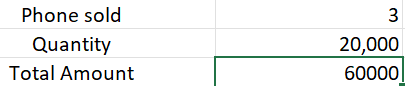 Phone sold 3
Quantity 20,000
Total Amount 60000